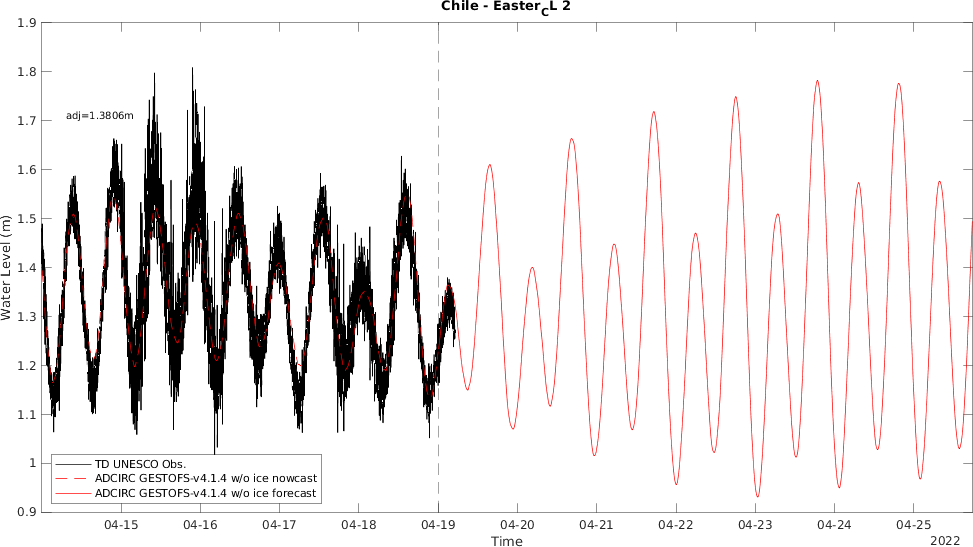 Chile - Easter_CL 2
1.9
1.8
1.7
1.6
1.5
1.4
1.3
1.2
1.1
1
0.9
Water Level (m)
adj=1.3806m
TD UNESCO Obs.
ADCIRC GESTOFS-v4.1.4 w/o ice nowcast
ADCIRC GESTOFS-v4.1.4 w/o ice forecast
04-15 04-16 04-17 04-18 04-19 04-20 04-21 04-22 04-23 04-24 04-25
Time
2022